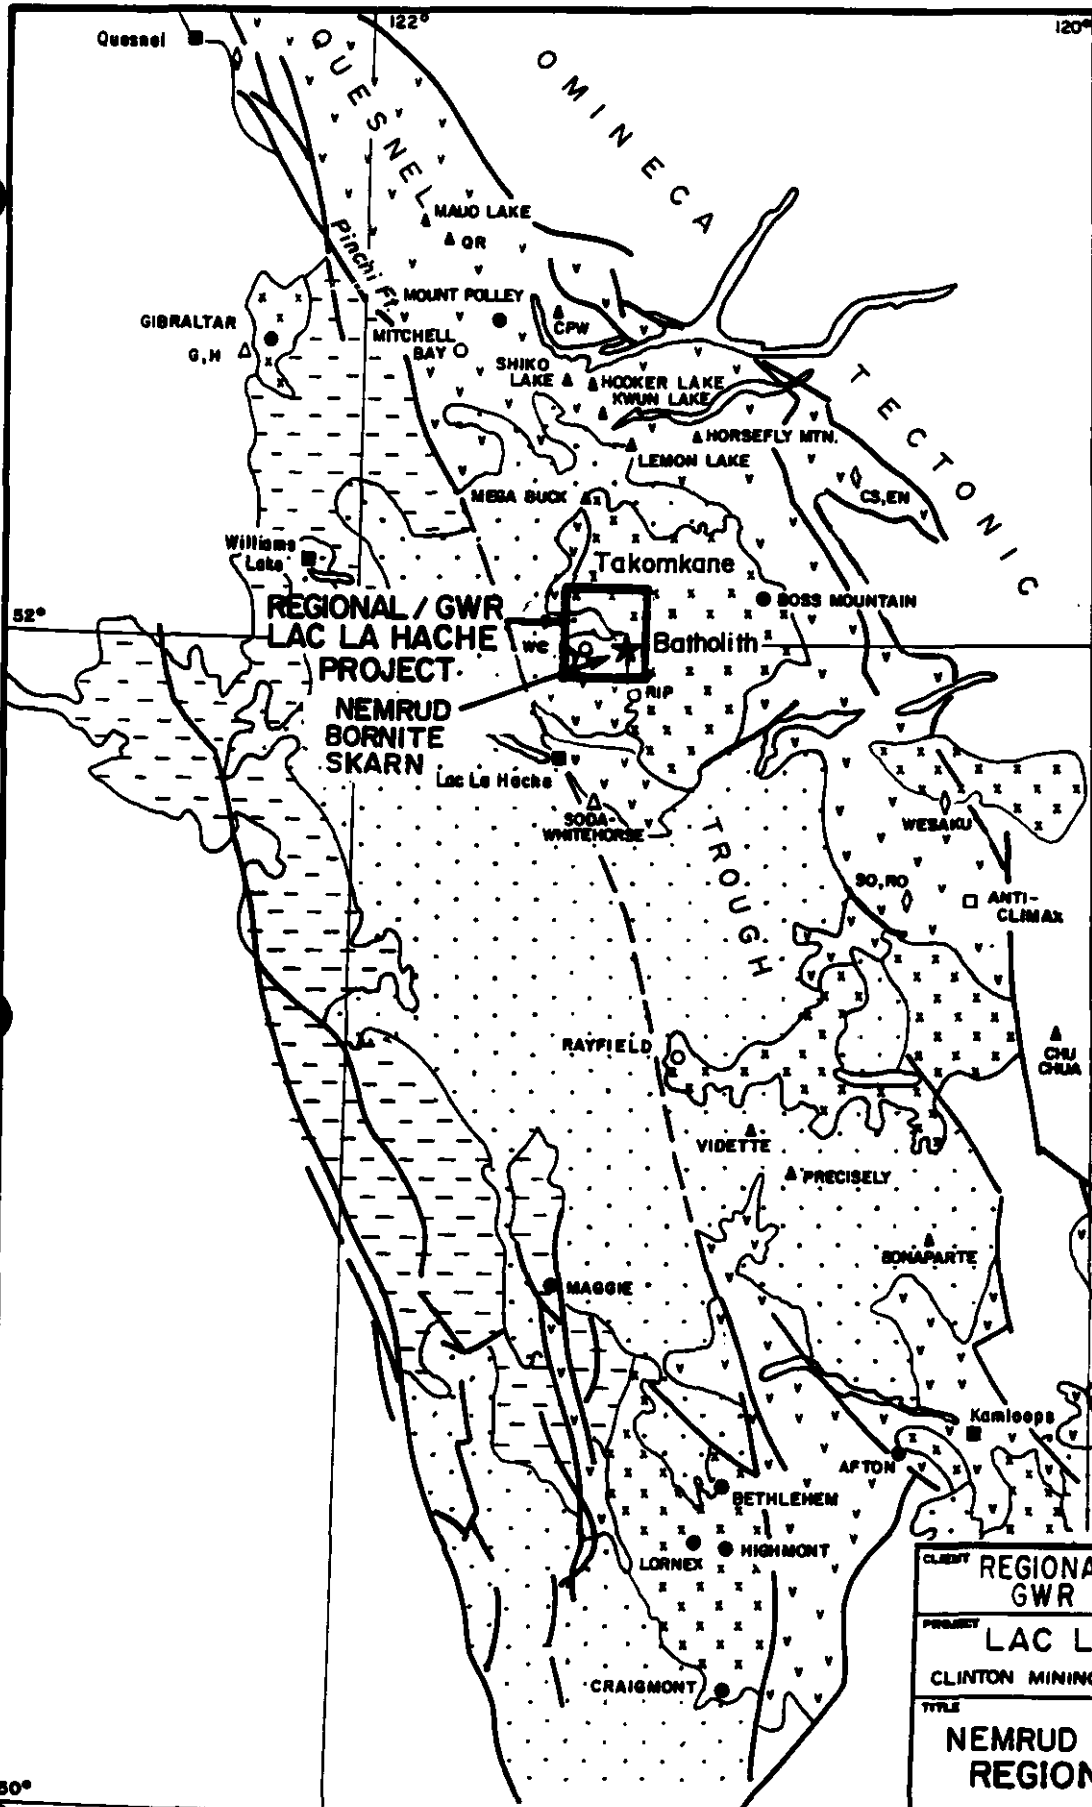 122°
120°
Quesnel
QUESNEL
OMINECA
MAUD LAKE
QR
Pinchi Ft.
MOUNT POLLEY
CPW
GIBRALTAR
G,H
MITCHELL
BAY
SHIKO
LAKE
HOOKER LAKE
KWUN LAKE
TECTONIC
HORSEFLY MTN.
LEMON LAKE
CS,EN
MEGA BUCK
Williams
Lake
Takomkane
BOSS MOUNTAIN
52°
REGIONAL / GWR
LAC LA HACHE
PROJECT
wc
Batholith
RIP
NEMRUD
BORNITE
SKARN
Lac La Hache
SODA-
WHITEHORSE
WESAKU
TROUGH
SO,RO
ANTI-
CLIMAX
RAYFIELD
CHU
CHUA
VIDETTE
PRECISELY
BONAPARTE
MAGGIE
Kamloops
AFTON
BETHLEHEM
LORNEX
HIGHMONT
CRAIGMONT
CLIENT
REGIONA
GWR
PROJECT
LAC L
CLINTON MINING
TITLE
NEMRUD
REGION
50°